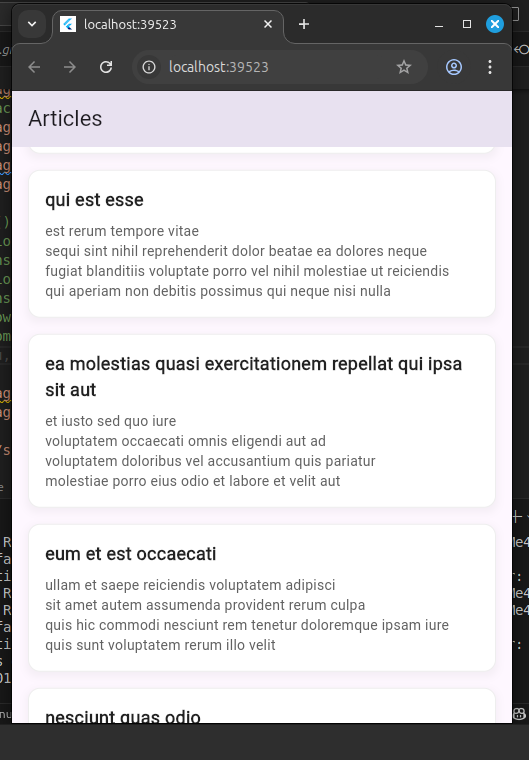 localhost:39523
localhost:39523
Articles
qui est esse
est rerum tempore vitae
sequi sint nihil reprehenderit dolor beatae ea dolores neque
fugiat blanditiis voluptate porro vel nihil molestiae ut reiciendis
qui aperiam non debitis possimus qui neque nisi nulla
ea molestias quasi exercitationem repellat qui ipsa
sit aut
et iusto sed quo iure
voluptatem occaecati omnis eligendi aut ad
voluptatem doloribus vel accusantium quis pariatur
molestiae porro eius odio et labore et velit aut
eum et est occaecati
ullam et saepe reiciendis voluptatem adipisci
sit amet autem assumenda provident rerum culpa
quis hic commodi nesciunt rem tenetur doloremque ipsam iure
quis sunt voluptatem rerum illo velit
nesciunt quas odio